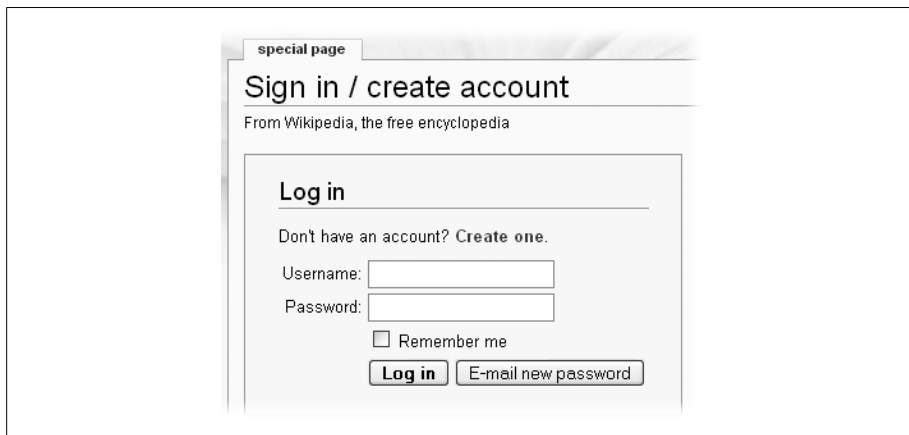 special page
Sign in / create account
From Wikipedia, the free encyclopedia
Log in
Don't have an account? Create one.
Username:
Password:
Remember me
Log in E-mail new password